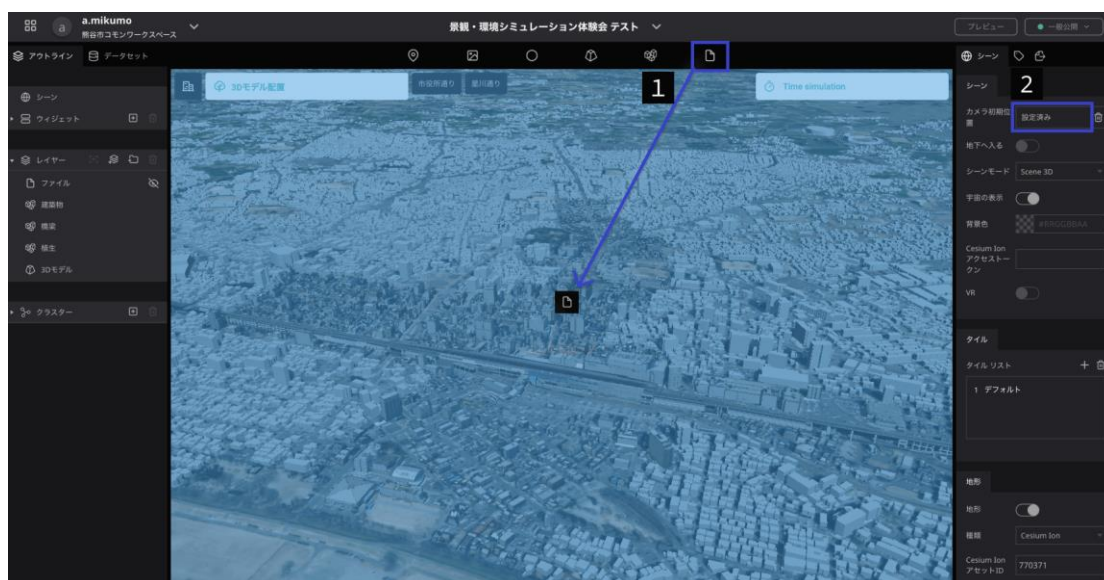 a
a.mikumo
熊谷市コモンワークスペース
景観・環境シミュレーション体験会 テスト
プレビュー
一般公開
アウトライン
データセット
シーン
シーン
ウィジェット
レイヤー
ファイル
建築物
橋梁
植生
3Dモデル
クラスター
3Dモデル配置
市役所通り
星川通り
1
Time simulation
シーン
2
カメラ初期位
置
設定済み
地下へ入る
シーンモード
Scene 3D
宇宙の表示
背景色
#RRGGBBAA
Cesium Ion
アクセストー
クン
VR
タイル
タイル リスト
1 デフォルト
地形
地形
種類
Cesium Ion
Cesium Ion
アセットID
770371